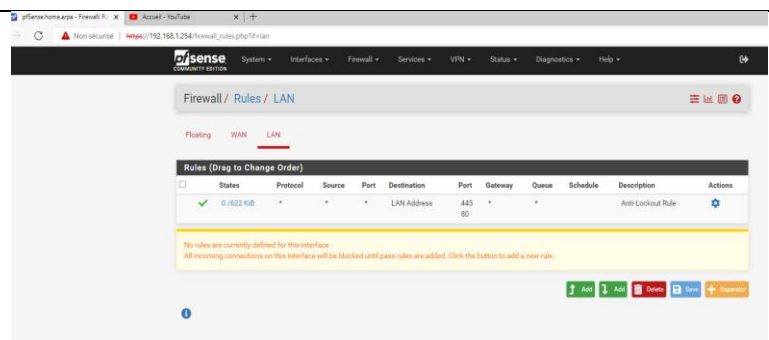 pfSense.home.arpa - Firewall: R
Accueil - YouTube
Non sécurisé https://192.168.1.254/firewall_rules.php?if=lan
pfsense
COMMUNITY EDITION
System Interfaces Firewall Services VPN Status Diagnostics Help
Firewall / Rules / LAN
Floating WAN LAN
Rules (Drag to Change Order)
States Protocol Source Port Destination Port Gateway Queue Schedule Description Actions
0 /622 KiB * * * LAN Address 443 * * Anti-Lockout Rule
80
No rules are currently defined for this interface
All incoming connections on this interface will be blocked until pass rules are added. Click the button to add a new rule.
Add Add Delete Save Separator